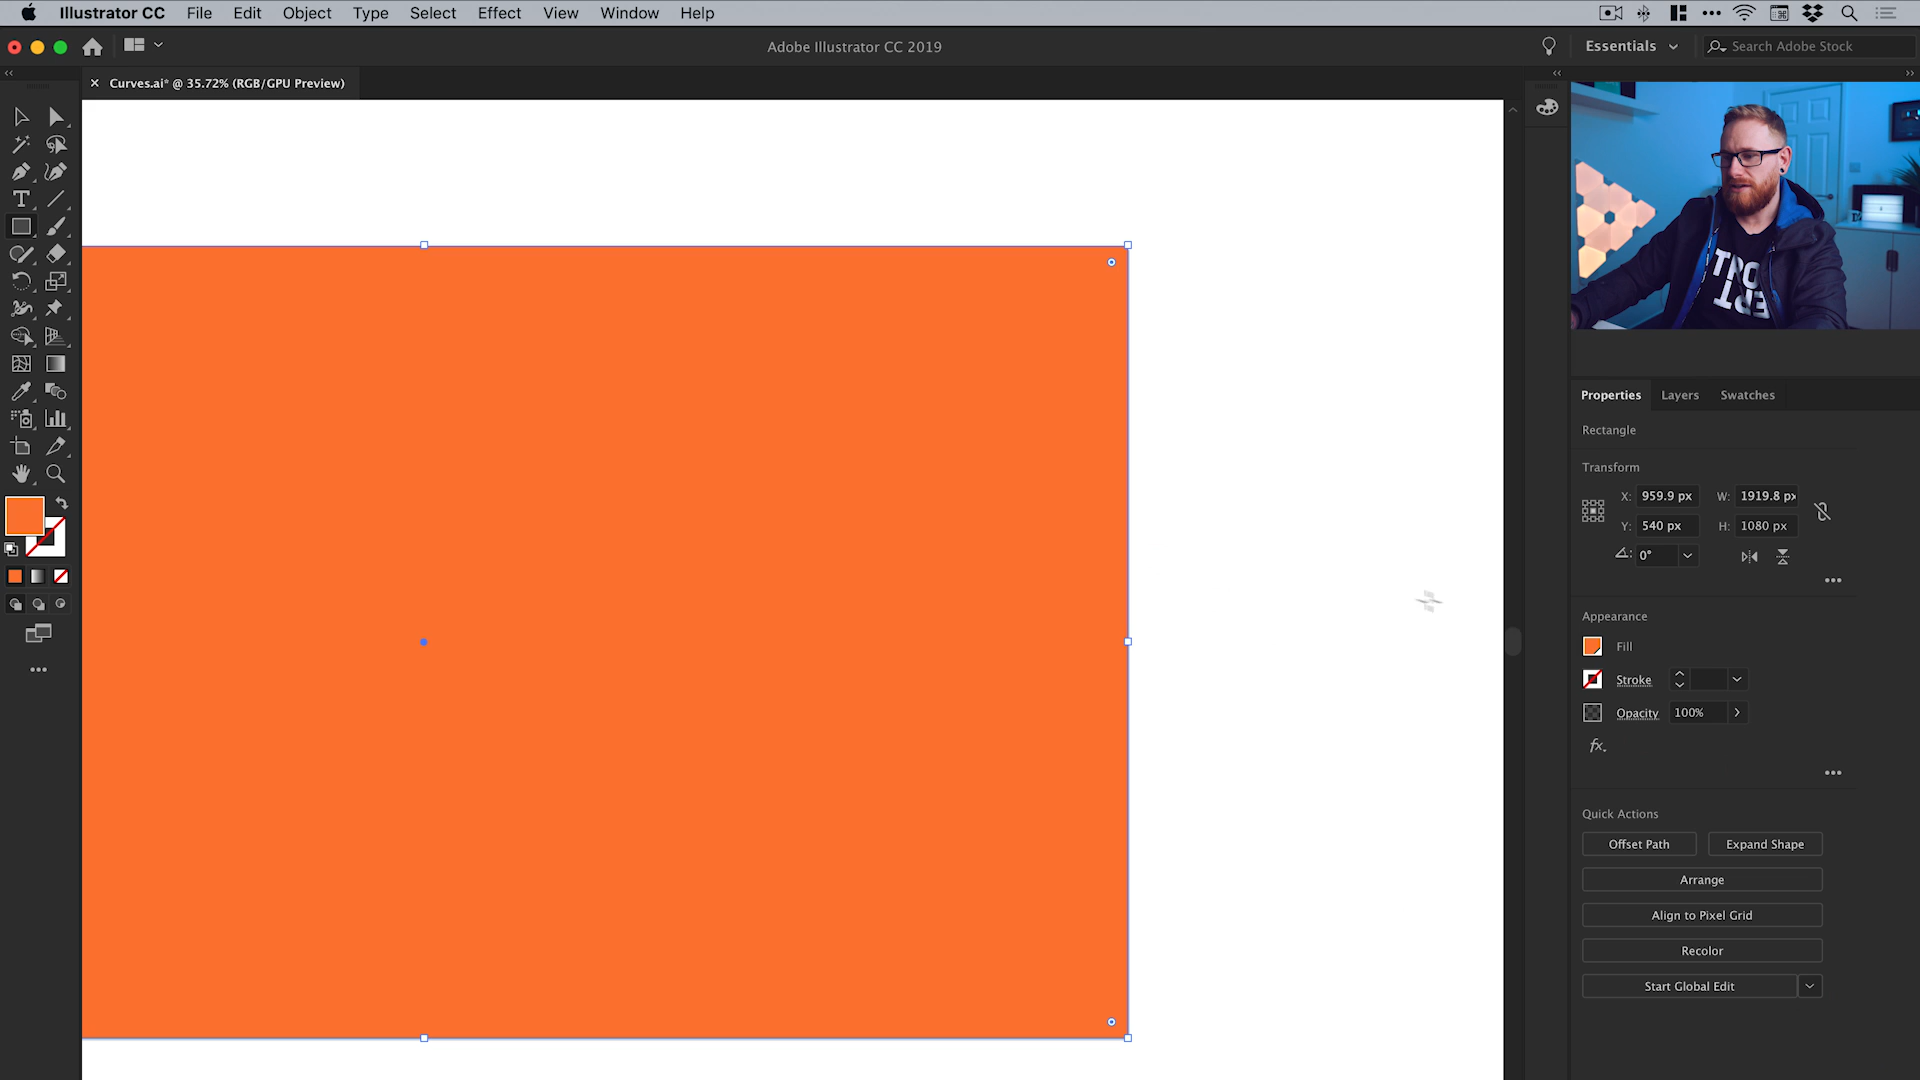 Illustrator CC File Edit Object Type Select Effect View Window Help
Adobe Illustrator CC 2019
Essentials
Search Adobe Stock
Curves.ai* @ 35.72% (RGB/GPU Preview)
T
Properties Layers Swatches
Rectangle
Transform
X: 959.9 px W: 1919.8 px
Y: 540 px H: 1080 px
0°
Appearance
Fill
Stroke
Opacity 100%
fx.
Quick Actions
Offset Path Expand Shape
Arrange
Align to Pixel Grid
Recolor
Start Global Edit